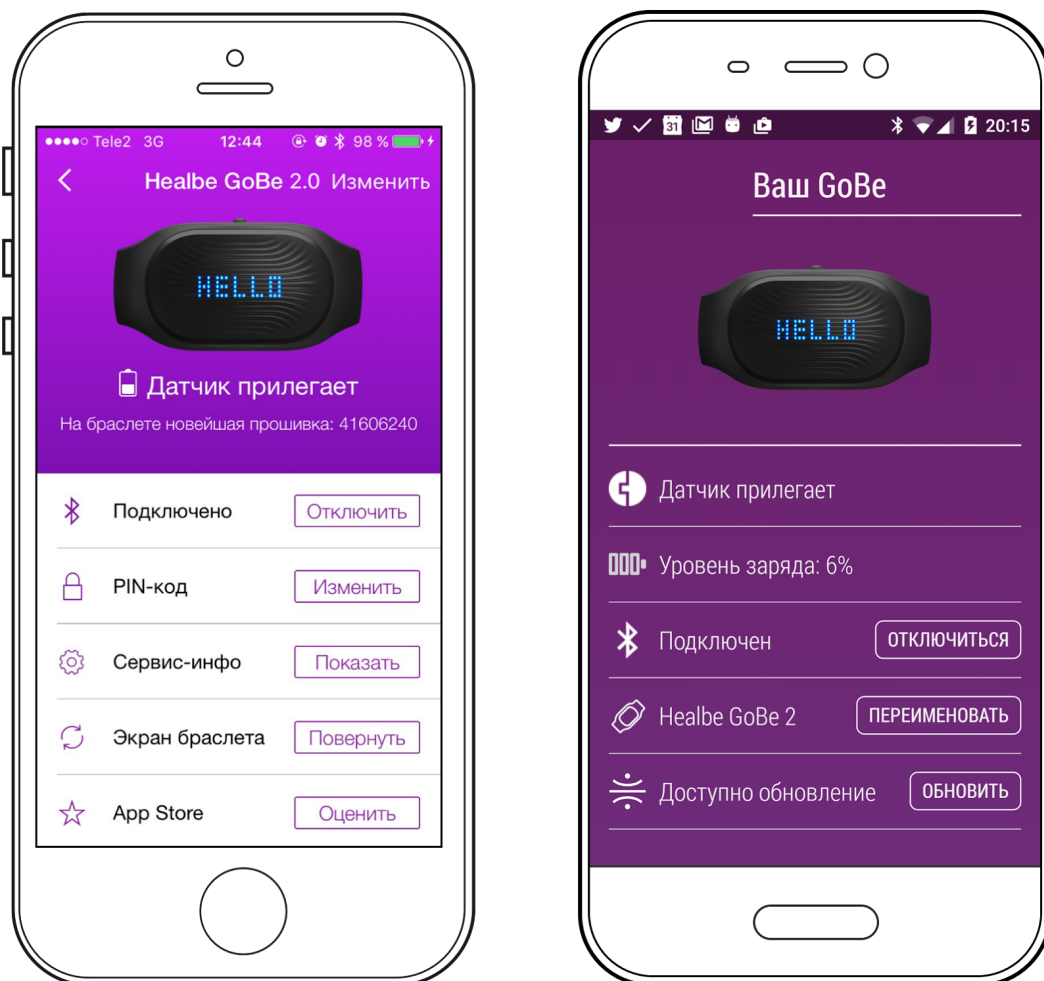 Tele2 3G 12:44 98 %
Healbe GoBe 2.0 Изменить
HELLO
Датчик прилегает
На браслете новейшая прошивка: 41606240
Подключено Отключить
PIN-код Изменить
Сервис-инфо Показать
Экран браслета Повернуть
App Store Оценить
31 20:15
Ваш GoBe
HELLO
Датчик прилегает
Уровень заряда: 6%
Подключен ОТКЛЮЧИТЬСЯ
Healbe GoBe 2 ПЕРЕИМЕНОВАТЬ
Доступно обновление ОБНОВИТЬ